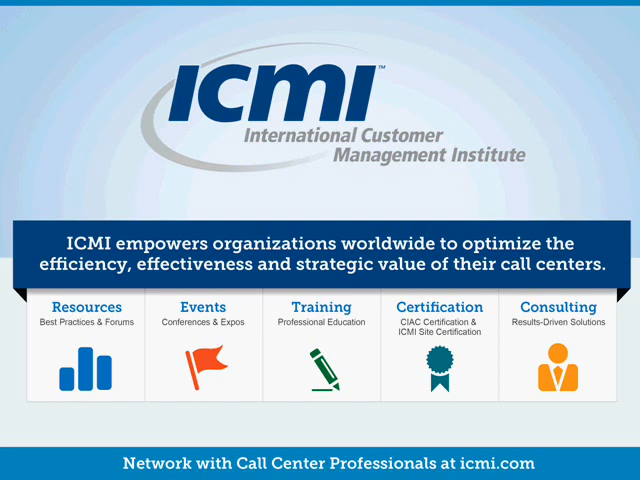 ICMI™
International Customer
Management Institute
ICMI empowers organizations worldwide to optimize the
efficiency, effectiveness and strategic value of their call centers.
Resources
Best Practices & Forums
Events
Conferences & Expos
Training
Professional Education
Certification
CIAC Certification &
ICMI Site Certification
Consulting
Results-Driven Solutions
Network with Call Center Professionals at icmi.com